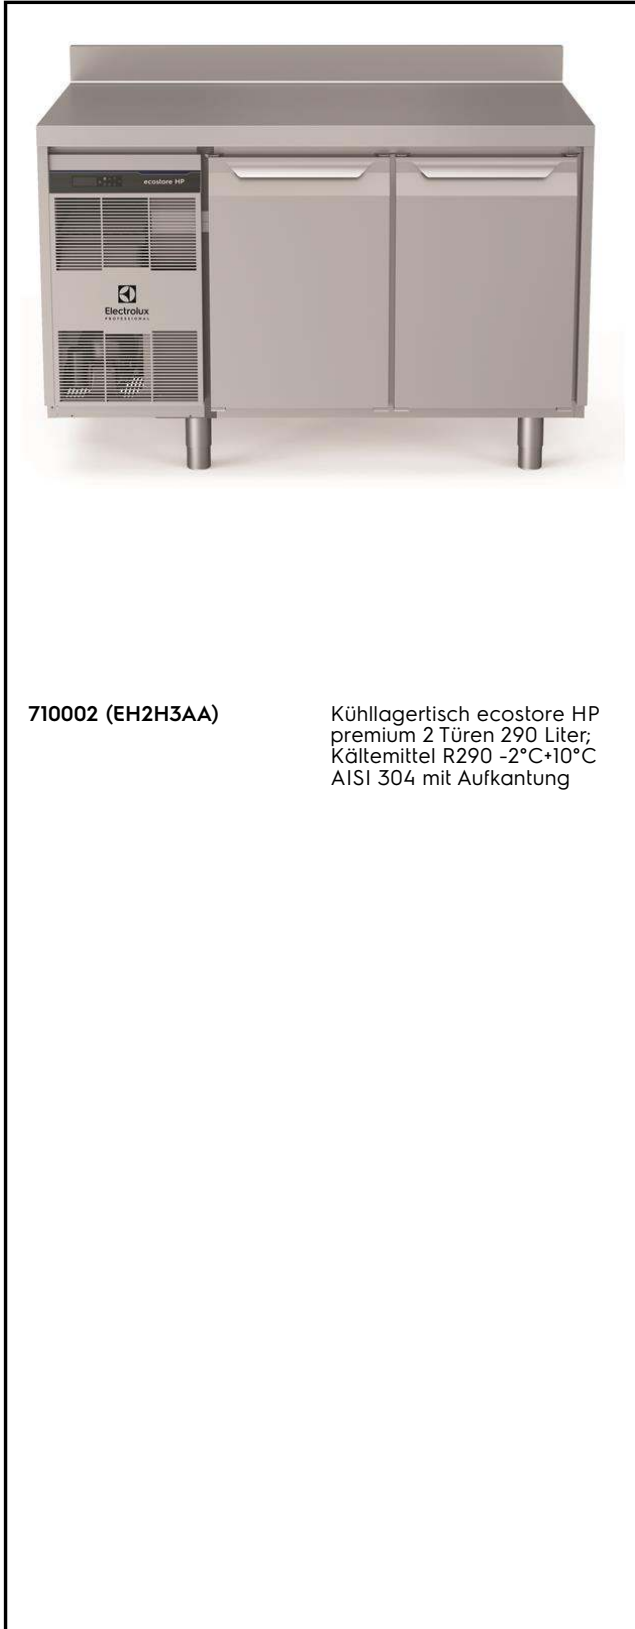 ecostore HP
Electrolux
PROFESSIONAL
710002 (EH2H3AA)
Kühllagertisch ecostore HP
premium 2 Türen 290 Liter;
Kältemittel R290 -2°C+10°C
AISI 304 mit Aufkantung